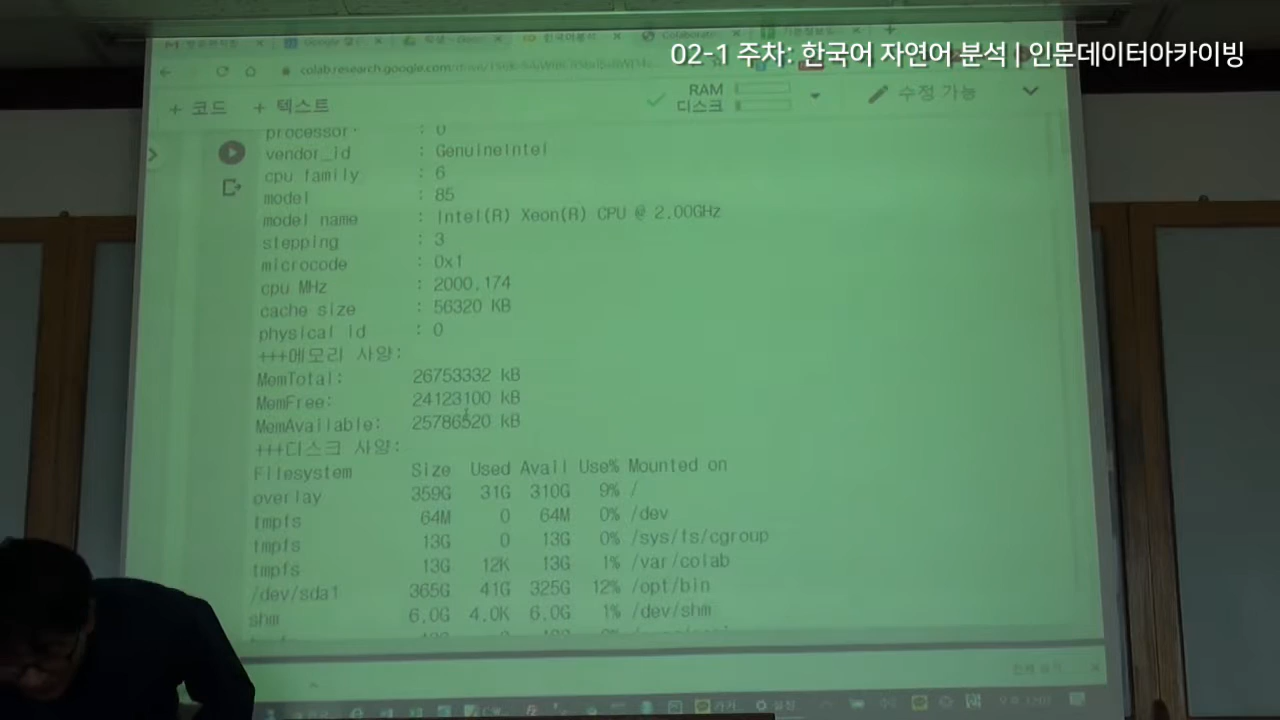 02-1 주차: 한국어 자연어 분석 | 인문데이터아카이빙
colab.research.google.com
+ 코드 + 텍스트
RAM
디스크
수정 가능
processor : 0
vendor_id : GenuineIntel
cpu family : 6
model : 85
model name : Intel(R) Xeon(R) CPU @ 2.00GHz
stepping : 3
microcode : 0x1
cpu MHz : 2000.174
cache size : 56320 KB
physical id : 0
+++메모리 사양:
MemTotal: 26753332 kB
MemFree: 24123100 kB
MemAvailable: 25786520 kB
+++디스크 사양:
Filesystem Size Used Avail Use% Mounted on
overlay 359G 31G 310G 9% /
tmpfs 64M 0 64M 0% /dev
tmpfs 13G 0 13G 0% /sys/fs/cgroup
tmpfs 13G 12K 13G 1% /var/colab
/dev/sda1 365G 41G 325G 12% /opt/bin
shm 6.0G 4.0K 6.0G 1% /dev/shm